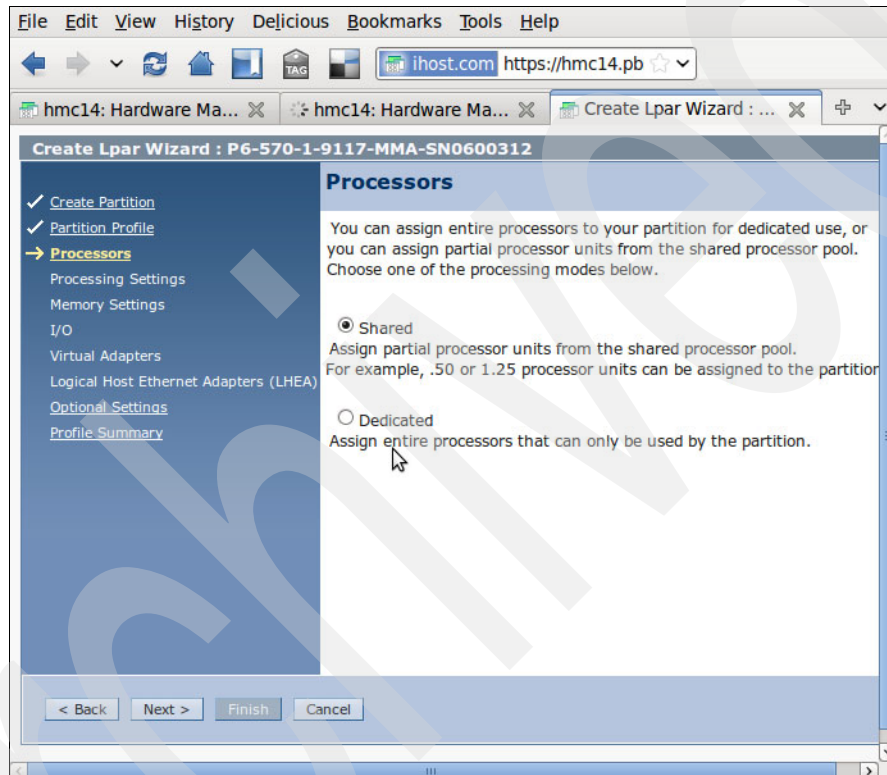 File Edit View History Delicious Bookmarks Tools Help
TAG ihost.com https://hmc14.pb
hmc14: Hardware Ma... hmc14: Hardware Ma... Create Lpar Wizard : ...
Create Lpar Wizard : P6-570-1-9117-MMA-SN0600312
Create Partition
Partition Profile
Processors
Processing Settings
Memory Settings
I/O
Virtual Adapters
Logical Host Ethernet Adapters (LHEA)
Optional Settings
Profile Summary
Processors
You can assign entire processors to your partition for dedicated use, or
you can assign partial processor units from the shared processor pool.
Choose one of the processing modes below.
Shared
Assign partial processor units from the shared processor pool.
For example, .50 or 1.25 processor units can be assigned to the partition
Dedicated
Assign entire processors that can only be used by the partition.
< Back Next > Finish Cancel